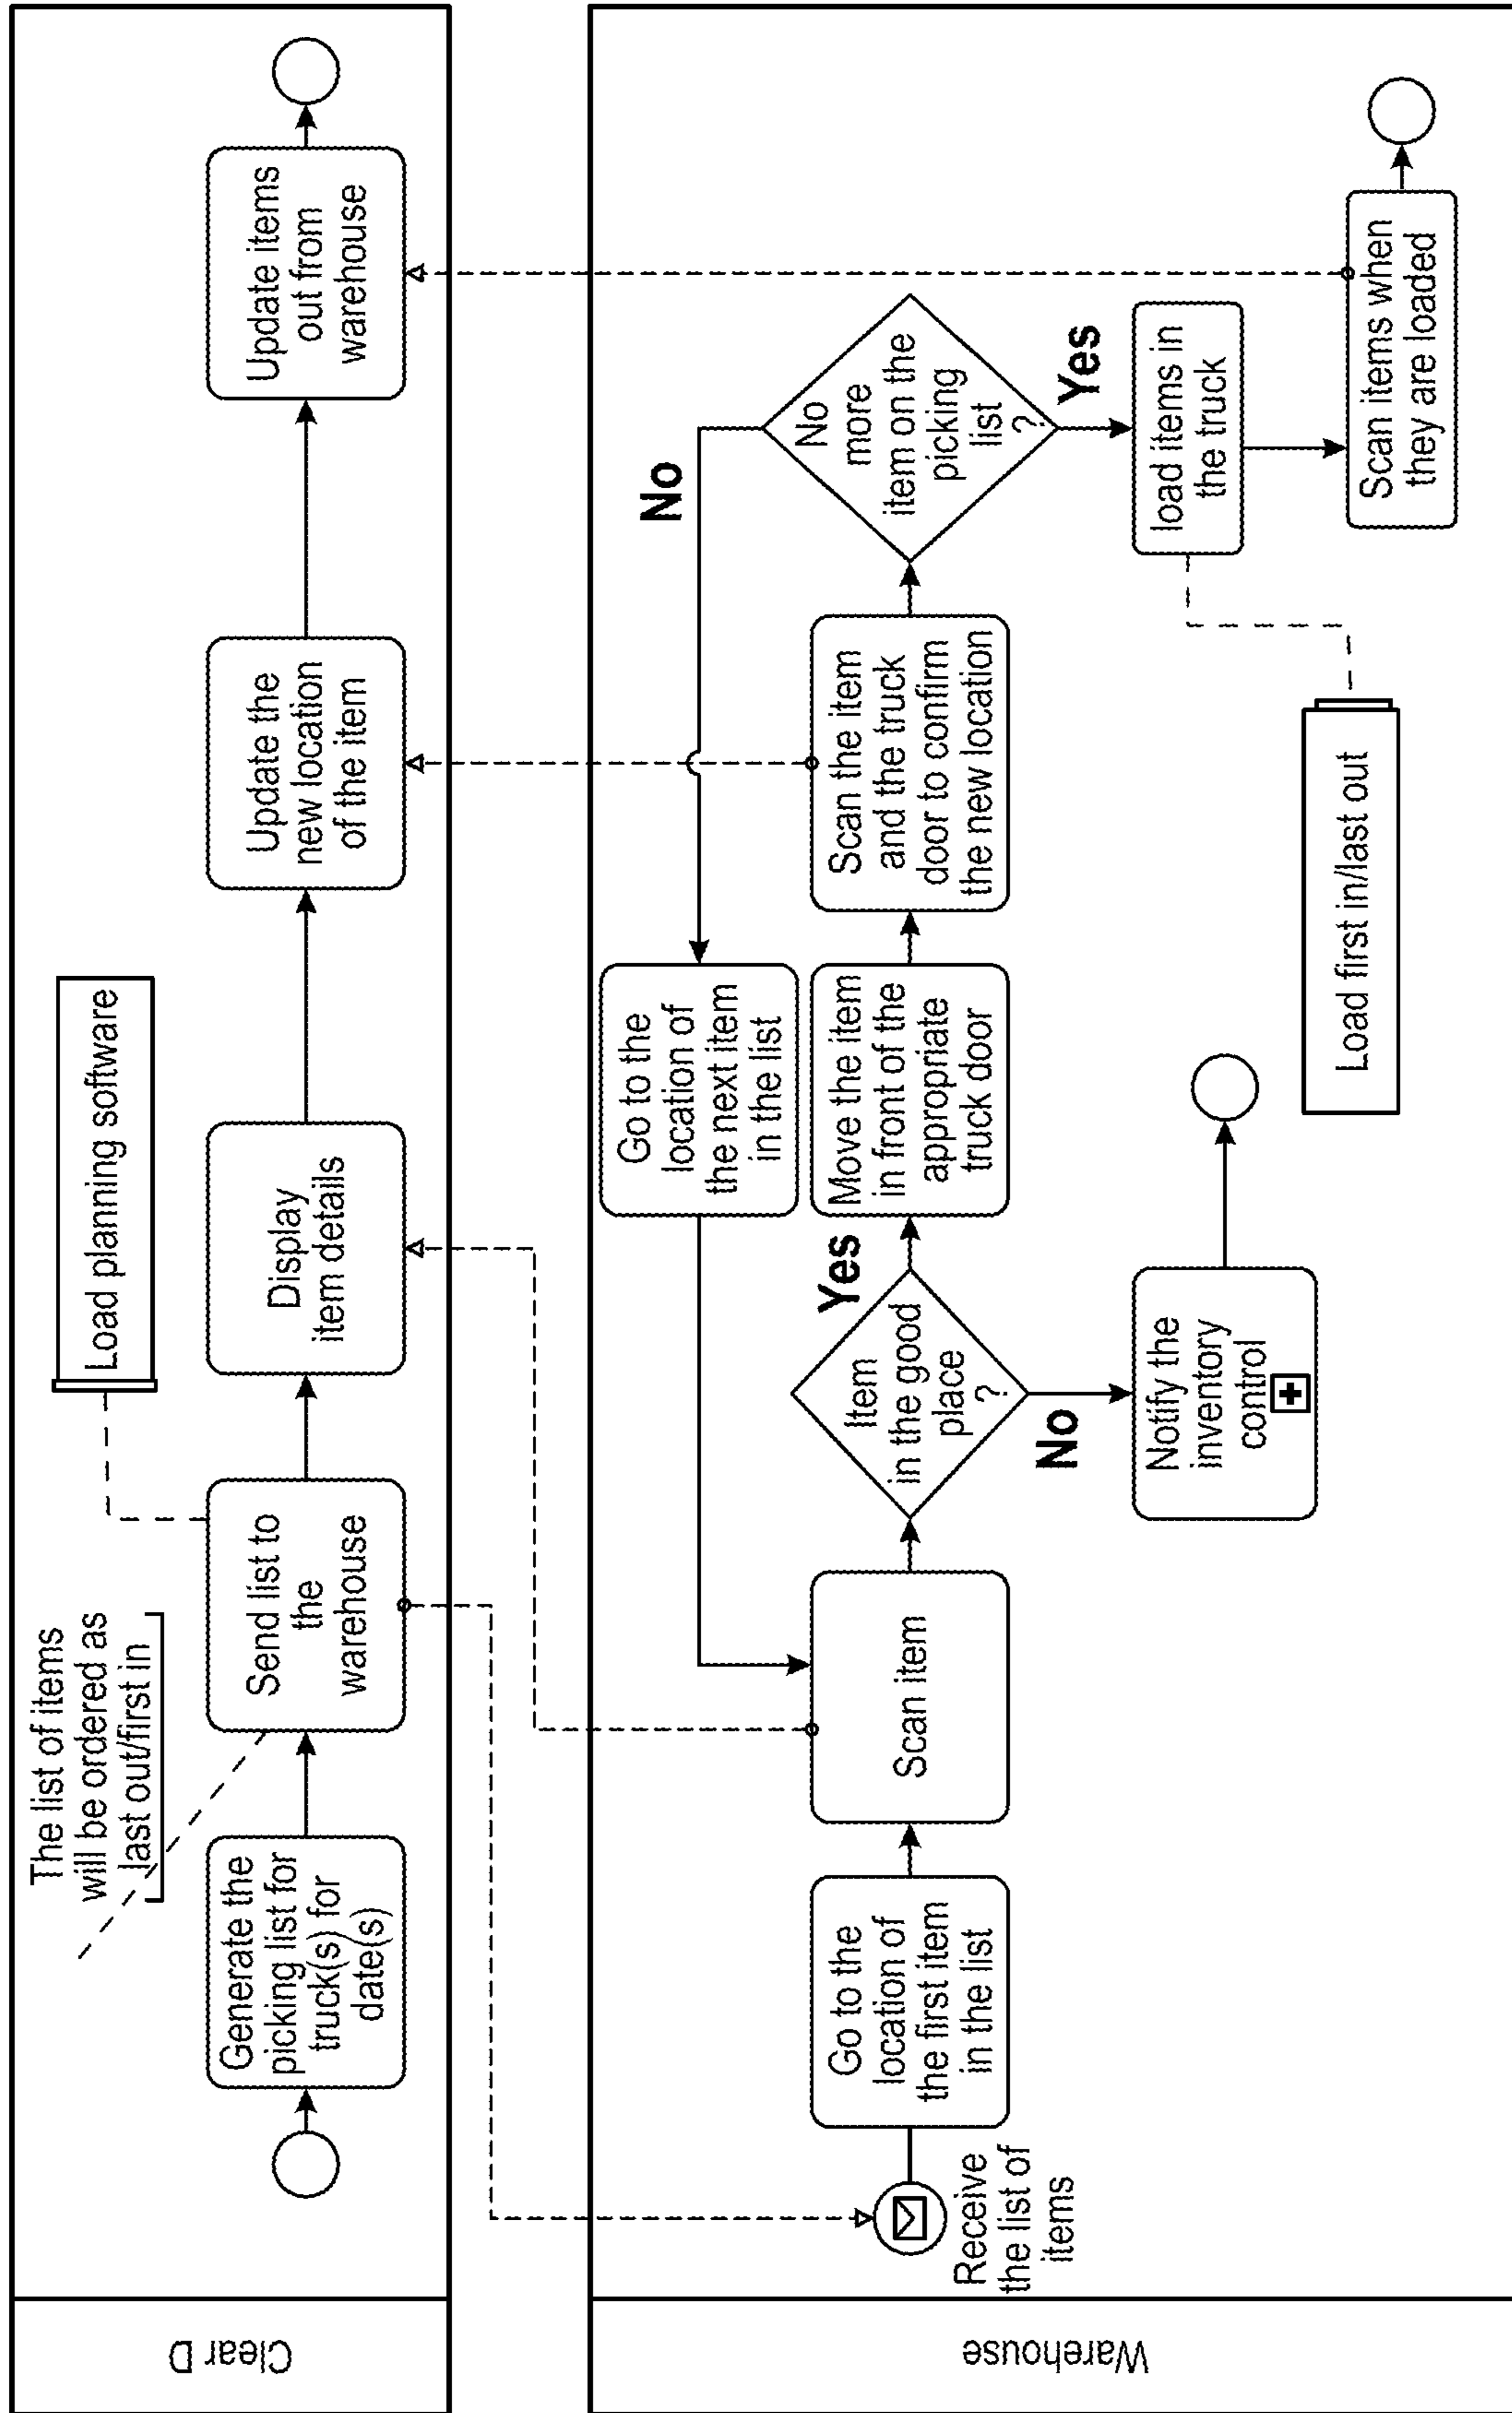 Clear D
The list of items
will be ordered as
last out/first in
Load planning software
Generate the
picking list for
truck(s) for
date(s)
Send list to
the
warehouse
Display
item details
Update the
new location
of the item
Update items
out from
warehouse
Warehouse
Receive
the list of
items
Go to the
location of
the first item
in the list
Scan item
Item
in the good
place
?
Yes
No
Notify the
inventory
control
Go to the
location of
the next item
in the list
Move the item
in front of the
appropriate
truck door
Scan the item
and the truck
door to confirm
the new location
No
more
item on the
picking
list
?
No
Yes
load items in
the truck
Load first in/last out
Scan items when
they are loaded